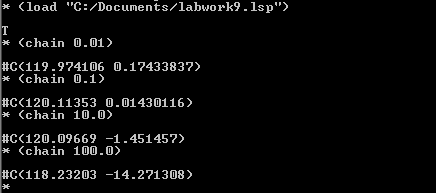 * (load "C:/Documents/labwork9.lsp")
T
* (chain 0.01)
#C(119.974106 0.17433837)
* (chain 0.1)
#C(120.11353 0.01430116)
* (chain 10.0)
#C(120.09669 -1.451457)
* (chain 100.0)
#C(118.23203 -14.271308)
*